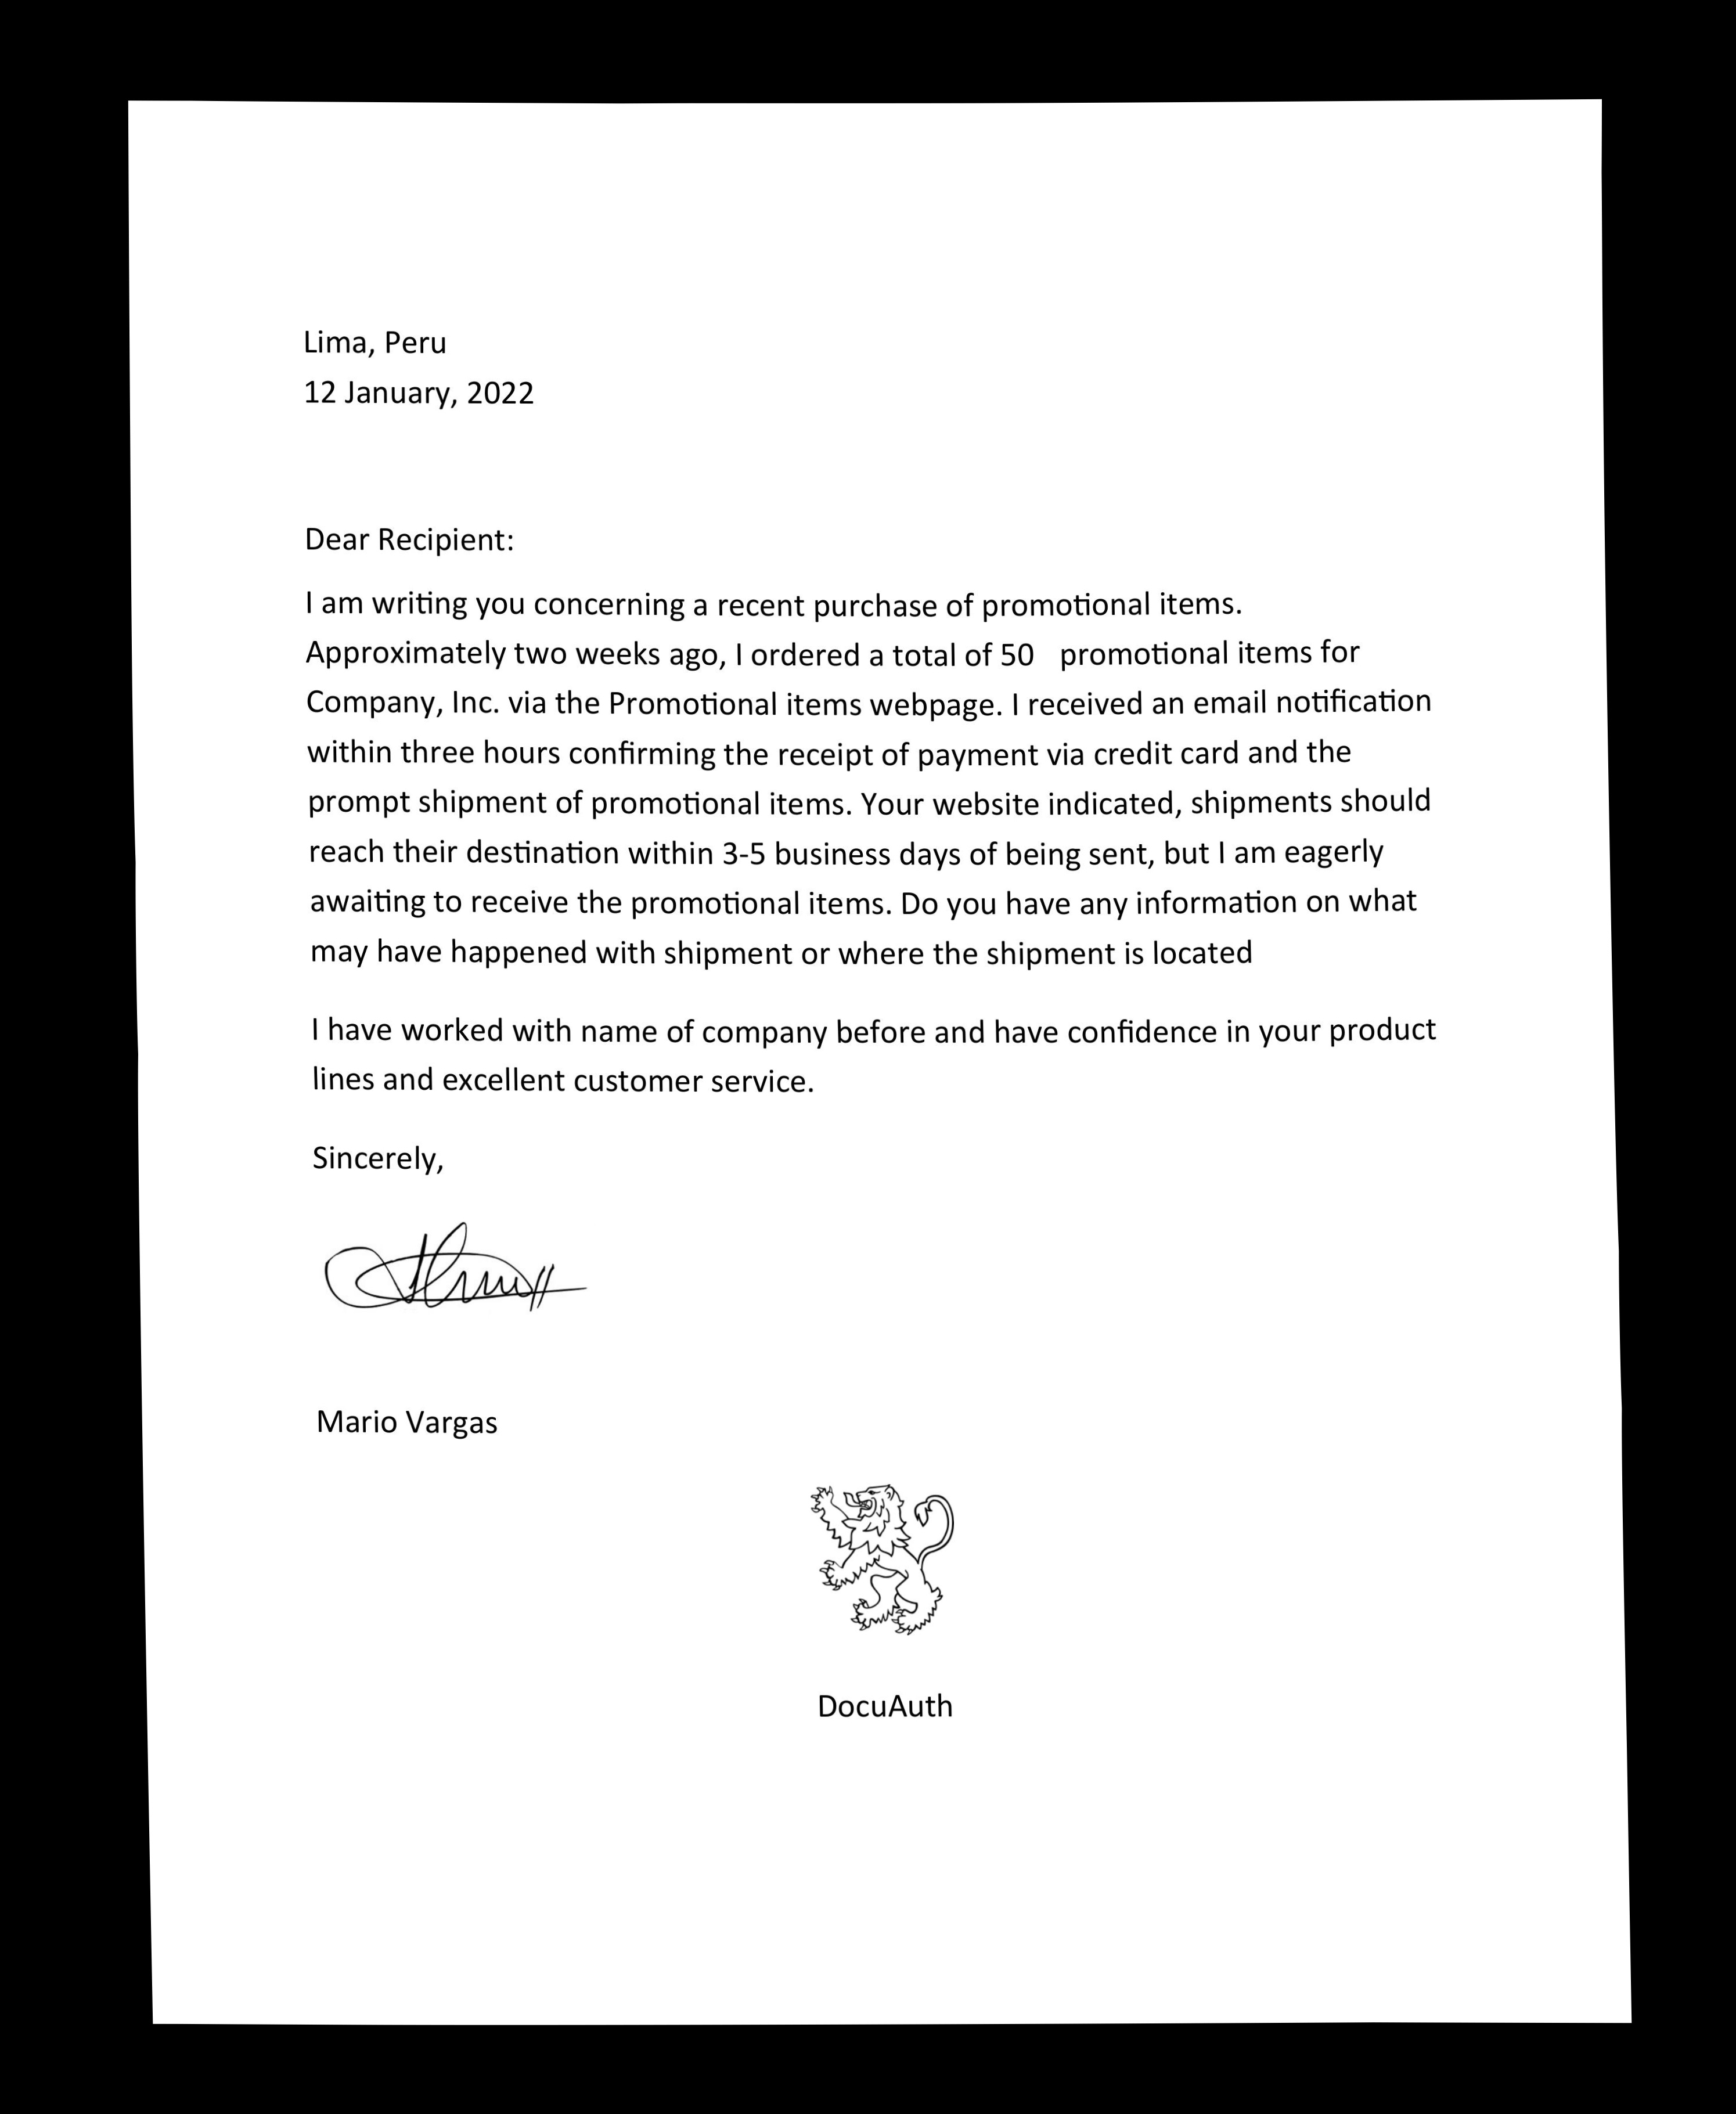 Lima, Peru
12 January, 2022
Dear Recipient:
I am writing you concerning a recent purchase of promotional items.
Approximately two weeks ago, I ordered a total of 50   promotional items for
Company, Inc. via the Promotional items webpage. I received an email notification
within three hours confirming the receipt of payment via credit card and the
prompt shipment of promotional items. Your website indicated, shipments should
reach their destination within 3-5 business days of being sent, but I am eagerly
awaiting to receive the promotional items. Do you have any information on what
may have happened with shipment or where the shipment is located
I have worked with name of company before and have confidence in your product
lines and excellent customer service.
Sincerely,
Mario Vargas
DocuAuth